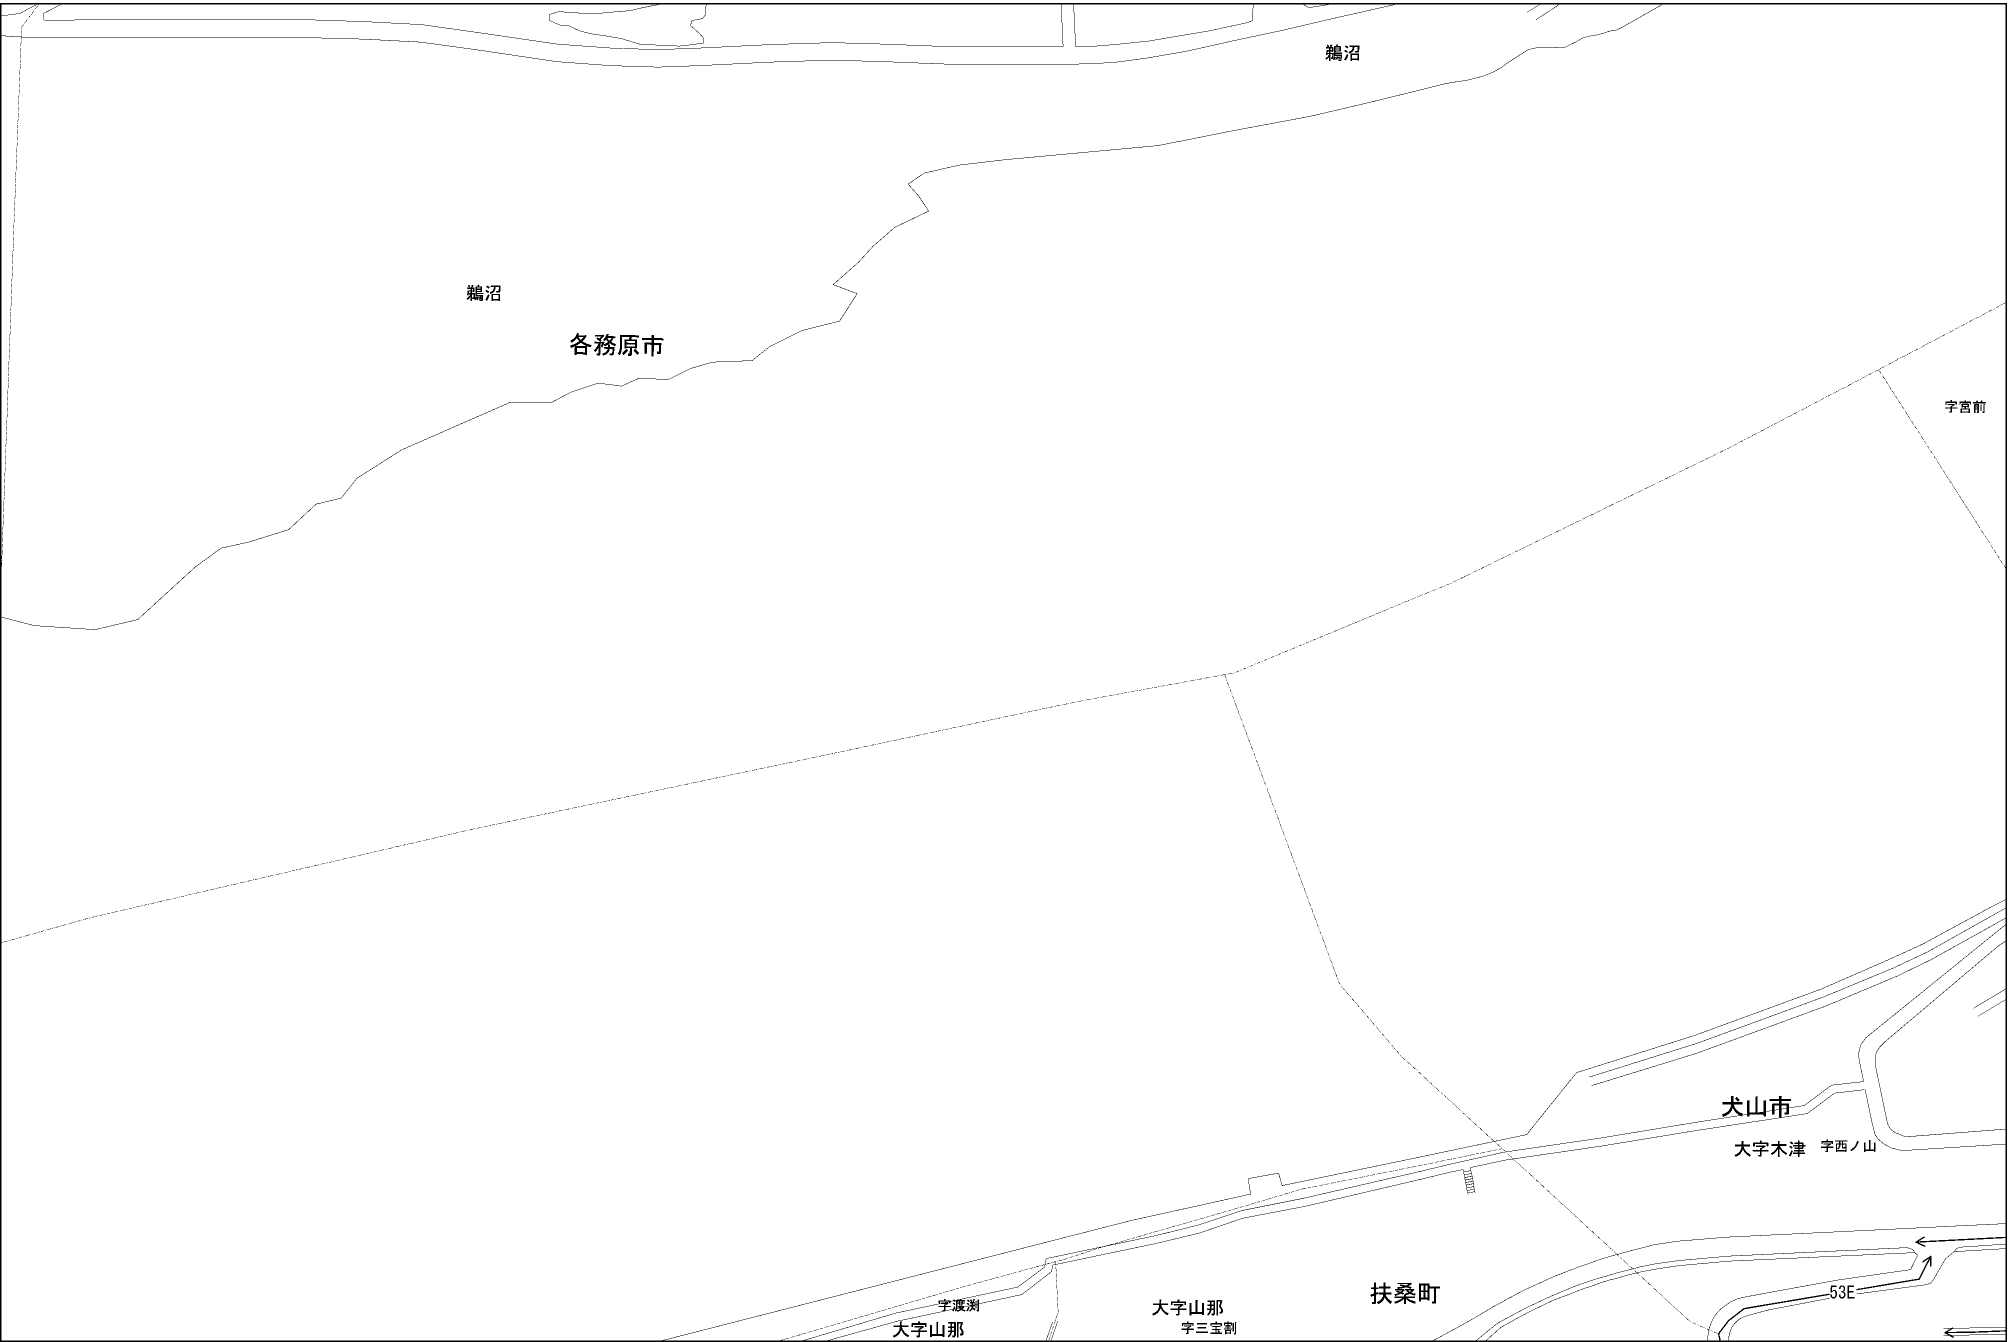 鵜沼
鵜沼
各務原市
字宮前
犬山市
大字木津
字西ノ山
扶桑町
53E
字渡渕
大字山那
大字山那
字三宝割